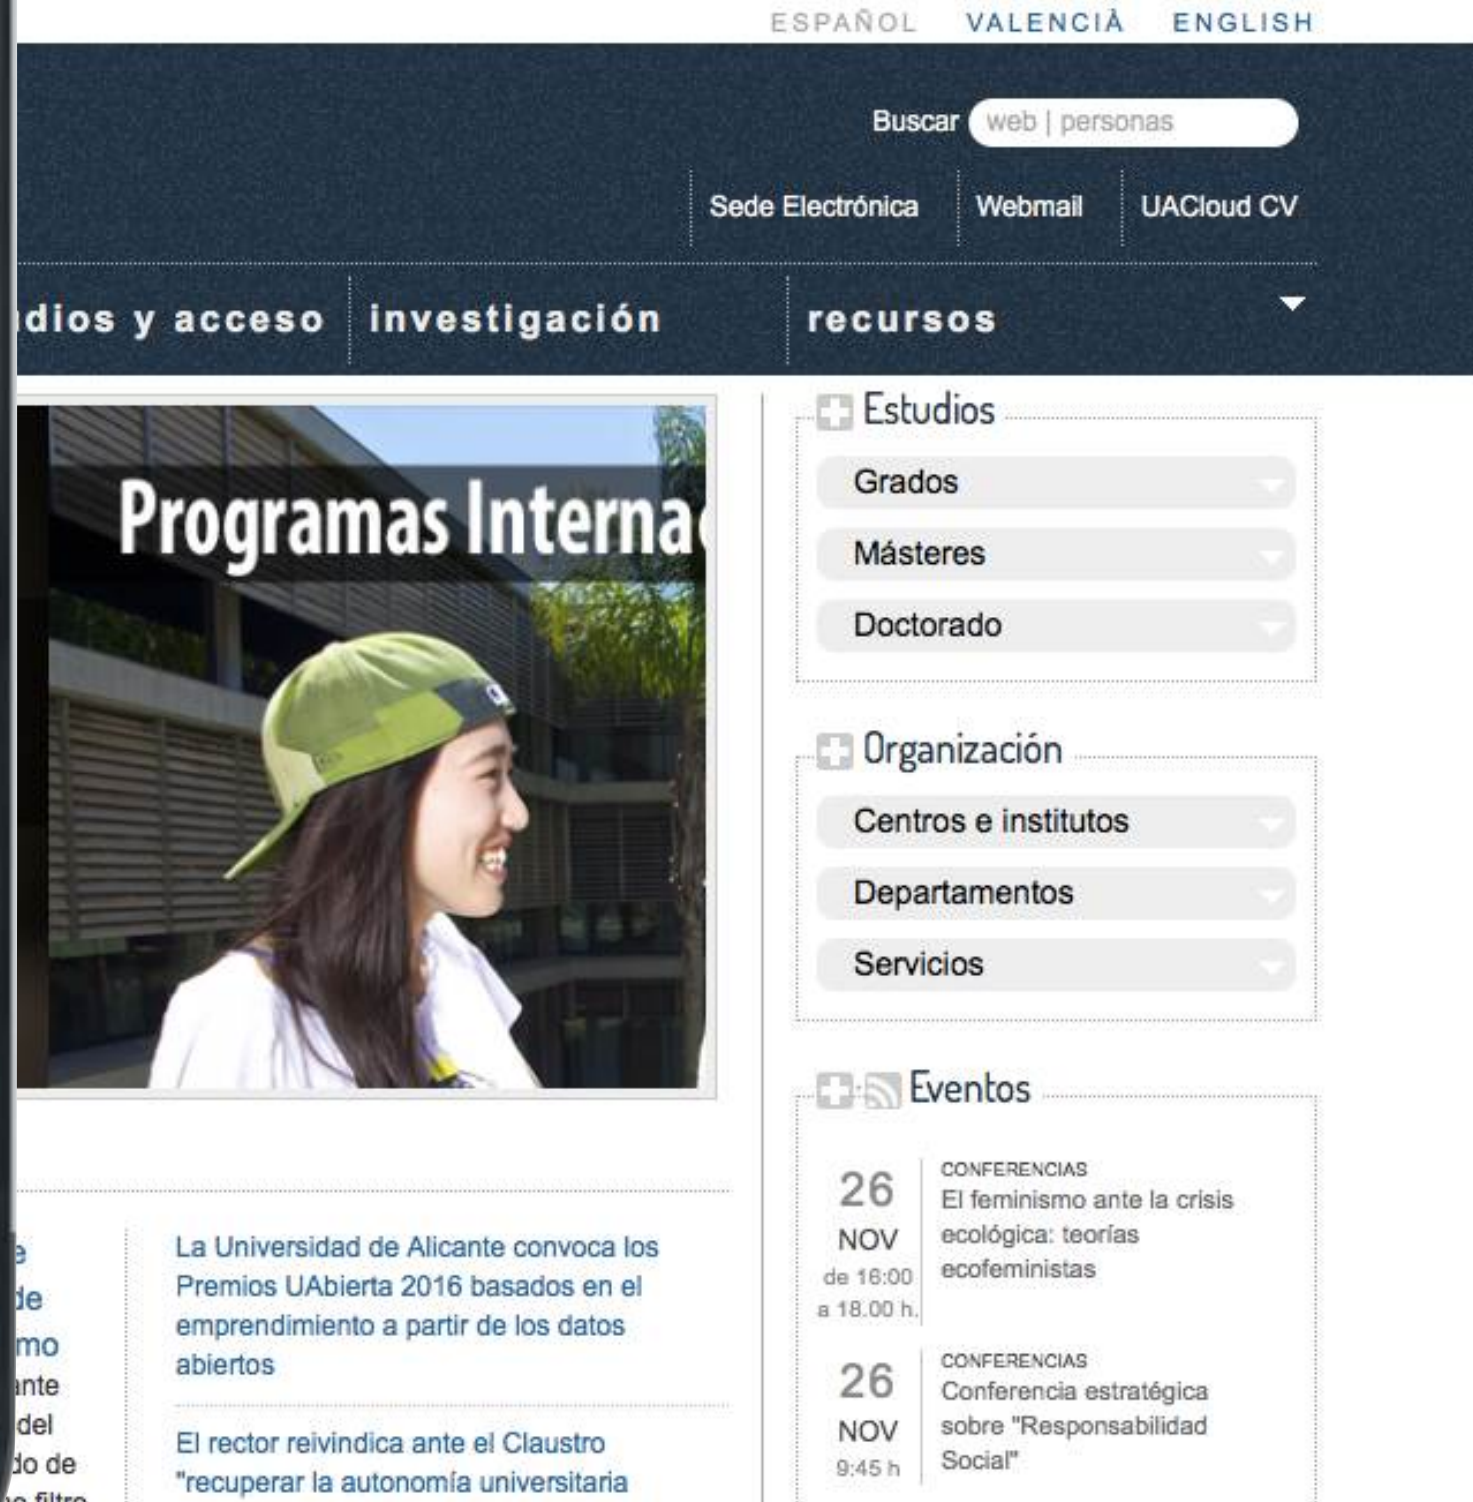 ESPAÑOL VALENCIÀ ENGLISH
Buscar web | personas
Sede Electrónica Webmail UACloud CV
y acceso investigación recursos
Programas
Estudios
Grados
Másteres
Doctorado
Organización
Centros e institutos
Departamentos
Servicios
Eventos
26
NOV
de 16:00
a 18.00 h.
CONFERENCIAS
El feminismo ante la crisis
ecológica: teorías
ecofeministas
26
NOV
9:45 h
CONFERENCIAS
Conferencia estratégica
sobre "Responsabilidad
Social"
del
de
La Universidad de Alicante convoca los
Premios UAbierta 2016 basados en el
emprendimiento a partir de los datos
abiertos
El rector reivindica ante el Claustro
"recuperar la autonomía universitaria